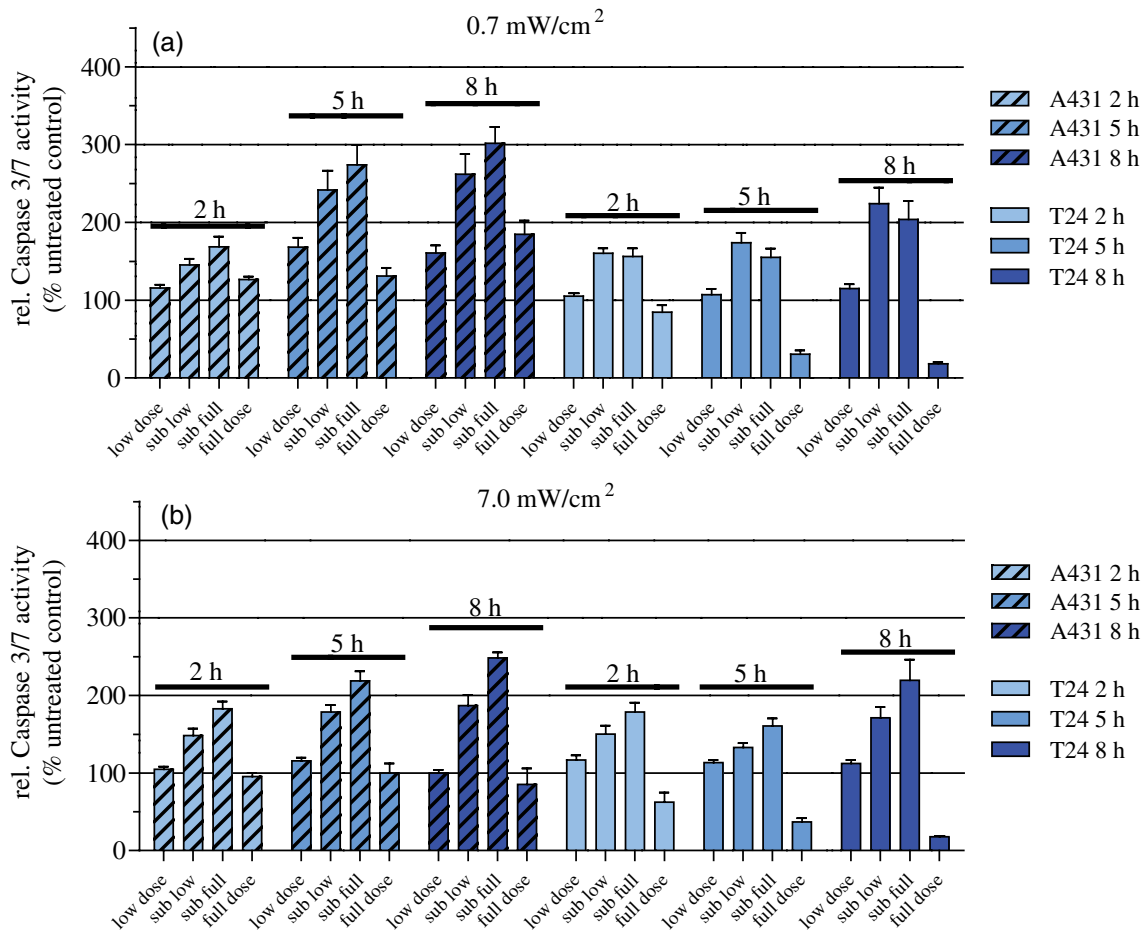 (a)
0.7 mW/cm²
rel. Caspase 3/7 activity
(% untreated control)
400
300
200
100
0
2 h
5 h
8 h
2 h
5 h
8 h
low dose
sub low
sub full
full dose
low dose
sub low
sub full
full dose
low dose
sub low
sub full
full dose
low dose
sub low
sub full
full dose
low dose
sub low
sub full
full dose
low dose
sub low
sub full
full dose
A431 2 h
A431 5 h
A431 8 h
T24 2 h
T24 5 h
T24 8 h
(b)
7.0 mW/cm²
rel. Caspase 3/7 activity
(% untreated control)
400
300
200
100
0
2 h
5 h
8 h
2 h
5 h
8 h
low dose
sub low
sub full
full dose
low dose
sub low
sub full
full dose
low dose
sub low
sub full
full dose
low dose
sub low
sub full
full dose
low dose
sub low
sub full
full dose
low dose
sub low
sub full
full dose
A431 2 h
A431 5 h
A431 8 h
T24 2 h
T24 5 h
T24 8 h